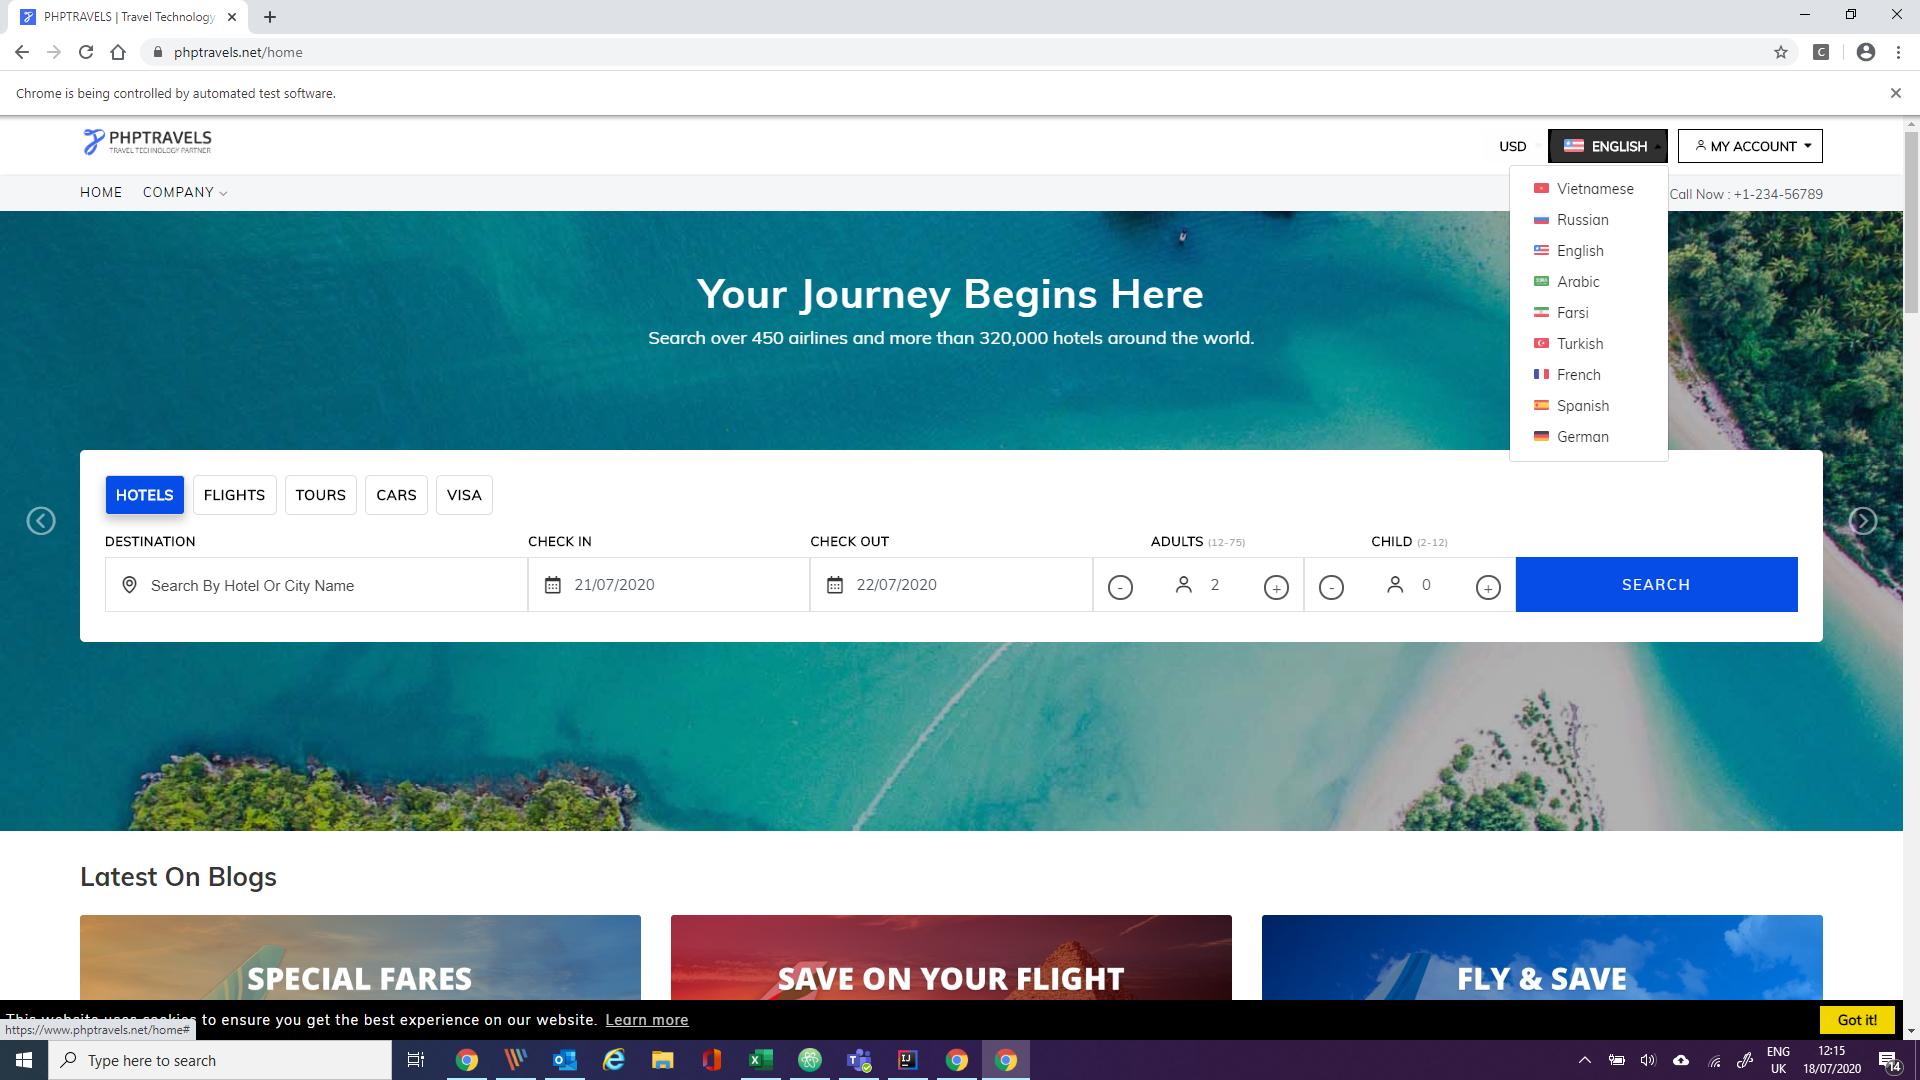 PHPTRAVELS | Travel Technology
phptravels.net/home
C
Chrome is being controlled by automated test software.
PHPTRAVELS
TRAVEL TECHNOLOGY PARTNER
USD
ENGLISH
MY ACCOUNT
HOME
COMPANY
Call Now : +1-234-56789
Vietnamese
Russian
English
Arabic
Farsi
Turkish
French
Spanish
German
Your Journey Begins Here
Search over 450 airlines and more than 320,000 hotels around the world.
HOTELS
FLIGHTS
TOURS
CARS
VISA
DESTINATION
CHECK IN
CHECK OUT
ADULTS (12-75)
CHILD (2-12)
Search By Hotel Or City Name
21/07/2020
22/07/2020
- 2 +
- 0 +
SEARCH
Latest On Blogs
SPECIAL FARES
SAVE ON YOUR FLIGHT
FLY & SAVE
to ensure you get the best experience on our website. Learn more
Got it!
https://www.phptravels.net/home#
Type here to search
ENG
UK
12:15
18/07/2020
14